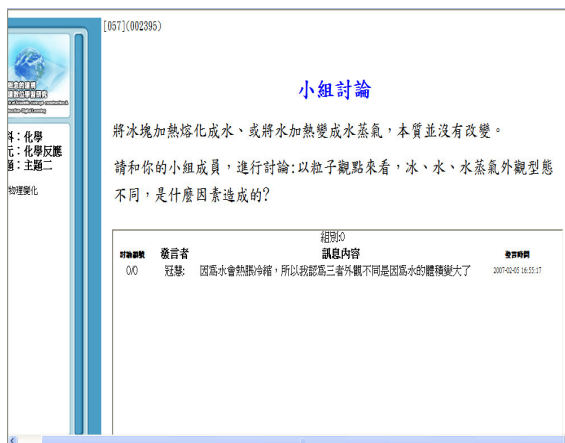 [057](002395)
小組討論
將冰塊加熱熔化成水、或將水加熱變成水蒸氣，本質並沒有改變。
請和你的小組成員，進行討論:以粒子觀點來看，冰、水、水蒸氣外觀型態
不同，是什麼因素造成的?
科：化學
元：化學反應
題：主題二
物理變化
組別:0
討論編號 發言者 訊息內容 發言時間
0/0 冠慧: 因為水會熱脹冷縮，所以我認為三者外觀不同是因為水的體積變大了 2007-02-05 16:55:17